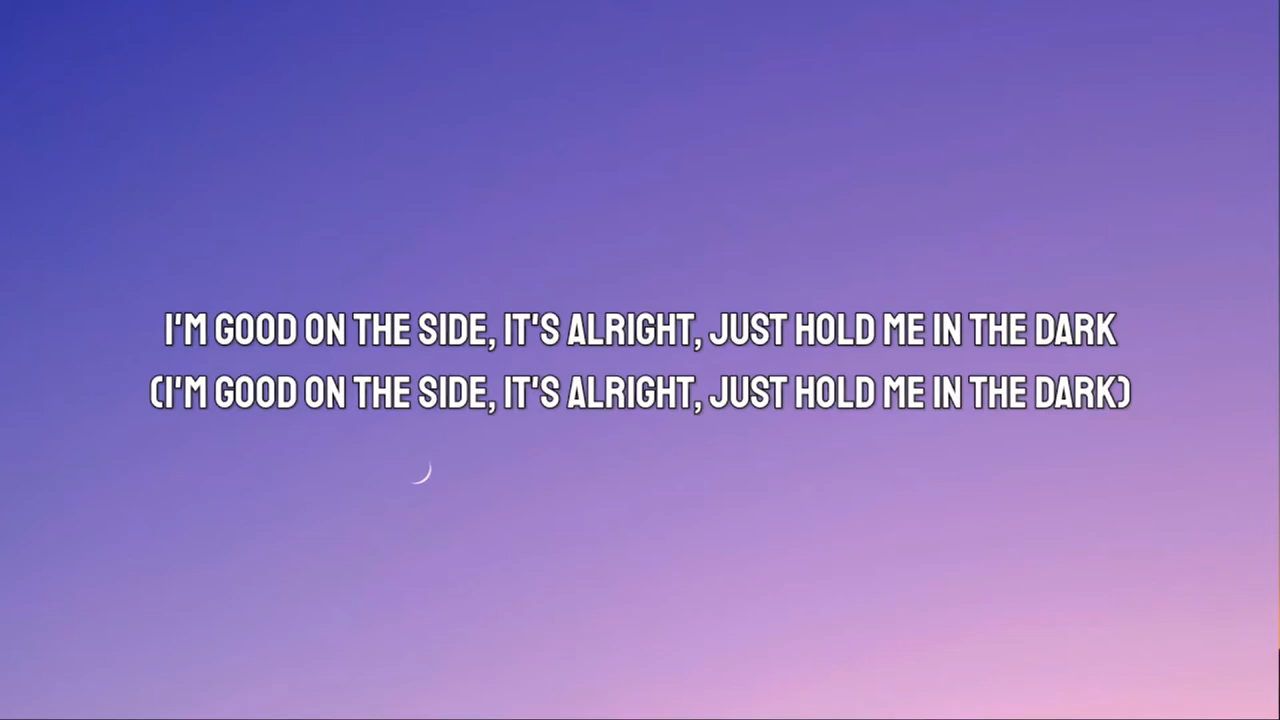 I'M GOOD ON THE SIDE, IT'S ALRIGHT, JUST HOLD ME IN THE DARK
(I'M GOOD ON THE SIDE, IT'S ALRIGHT, JUST HOLD ME IN THE DARK)